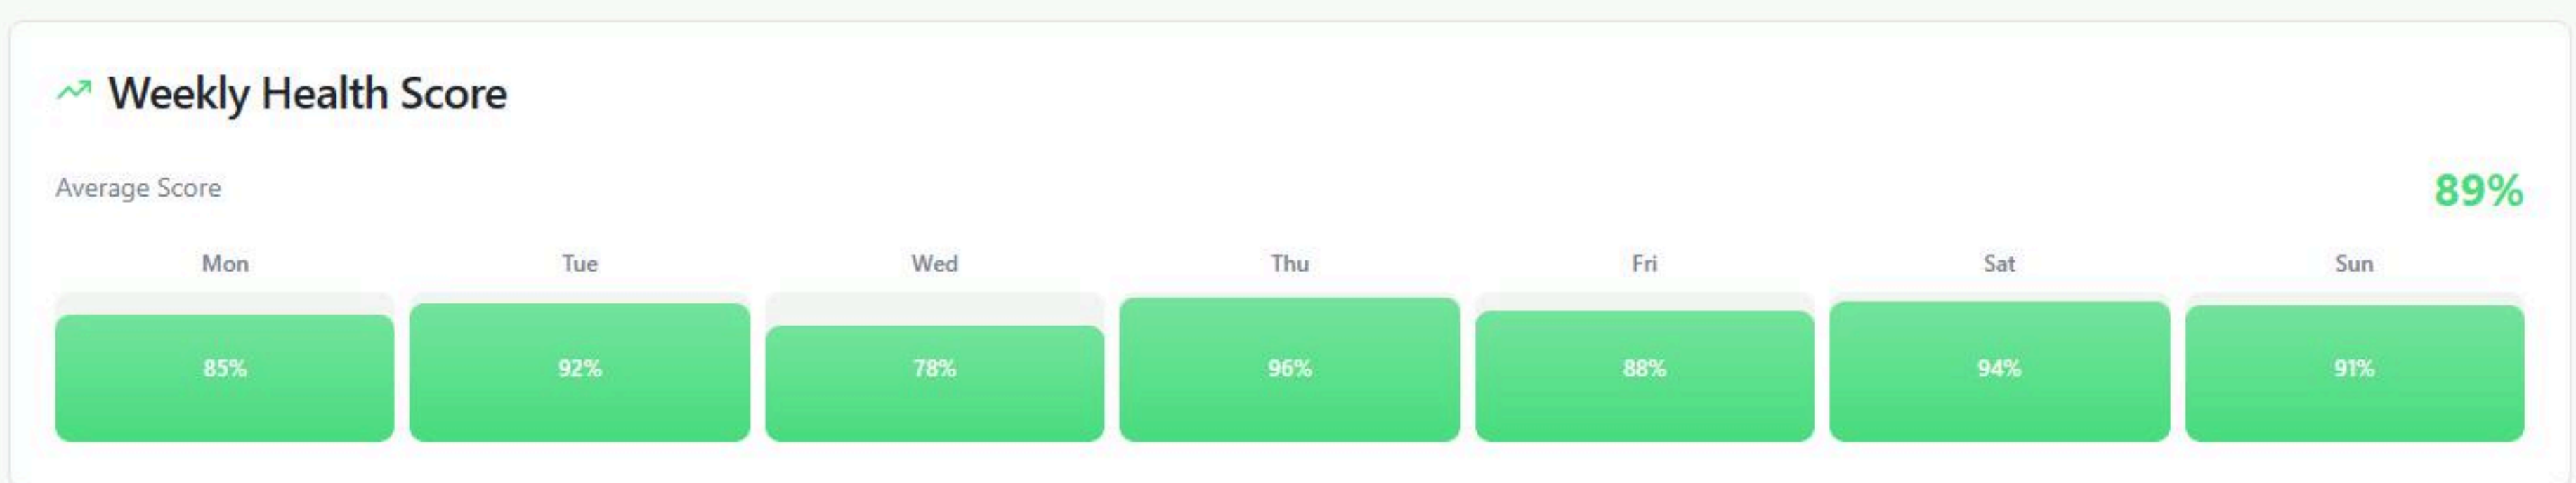 Weekly Health Score
Average Score 89%
Mon Tue Wed Thu Fri Sat Sun
85% 92% 78% 96% 88% 94% 91%